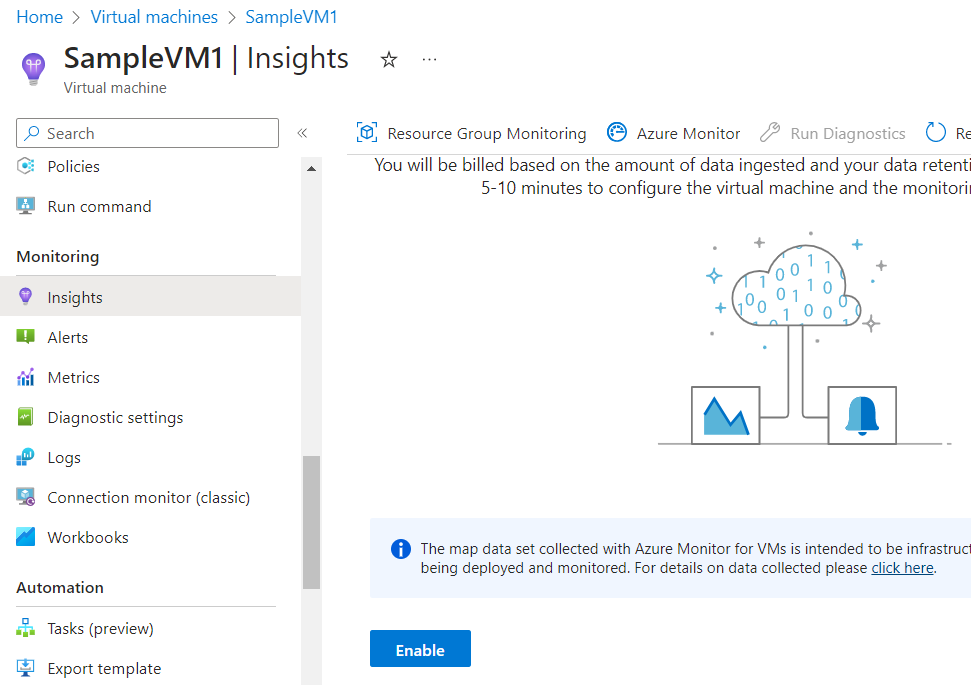 Home > Virtual machines > SampleVM1
SampleVM1 | Insights
Virtual machine
Search
Policies
Run command
Monitoring
Insights
Alerts
Metrics
Diagnostic settings
Logs
Connection monitor (classic)
Workbooks
Automation
Tasks (preview)
Export template
Resource Group Monitoring Azure Monitor Run Diagnostics Re
You will be billed based on the amount of data ingested and your data retenti
5-10 minutes to configure the virtual machine and the monitorin
The map data set collected with Azure Monitor for VMs is intended to be infrastruct
being deployed and monitored. For details on data collected please click here.
Enable